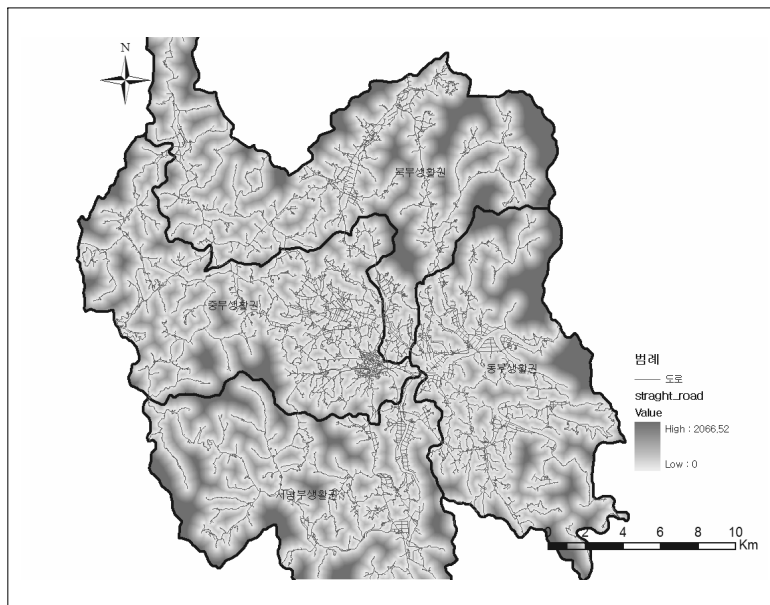 N
북부생활권
중부생활권
동부생활권
서남부생활권
범례
도로
straght_road
Value
High : 2066,52
Low : 0
0 2 4 6 8 10
Km